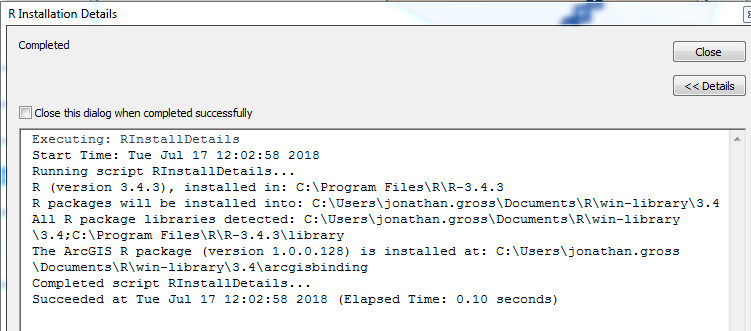 R Installation Details
Completed
Close
<< Details
Close this dialog when completed successfully
Executing: RInstallDetails
Start Time: Tue Jul 17 12:02:58 2018
Running script RInstallDetails...
R (version 3.4.3), installed in: C:\Program Files\R\R-3.4.3
R packages will be installed into: C:\Users\jonathan.gross\Documents\R\win-library\3.4
All R package libraries detected: C:\Users\jonathan.gross\Documents\R\win-library
\3.4;C:\Program Files\R\R-3.4.3\library
The ArcGIS R package (version 1.0.0.128) is installed at: C:\Users\jonathan.gross
\Documents\R\win-library\3.4\arcgisbinding
Completed script RInstallDetails...
Succeeded at Tue Jul 17 12:02:58 2018 (Elapsed Time: 0.10 seconds)